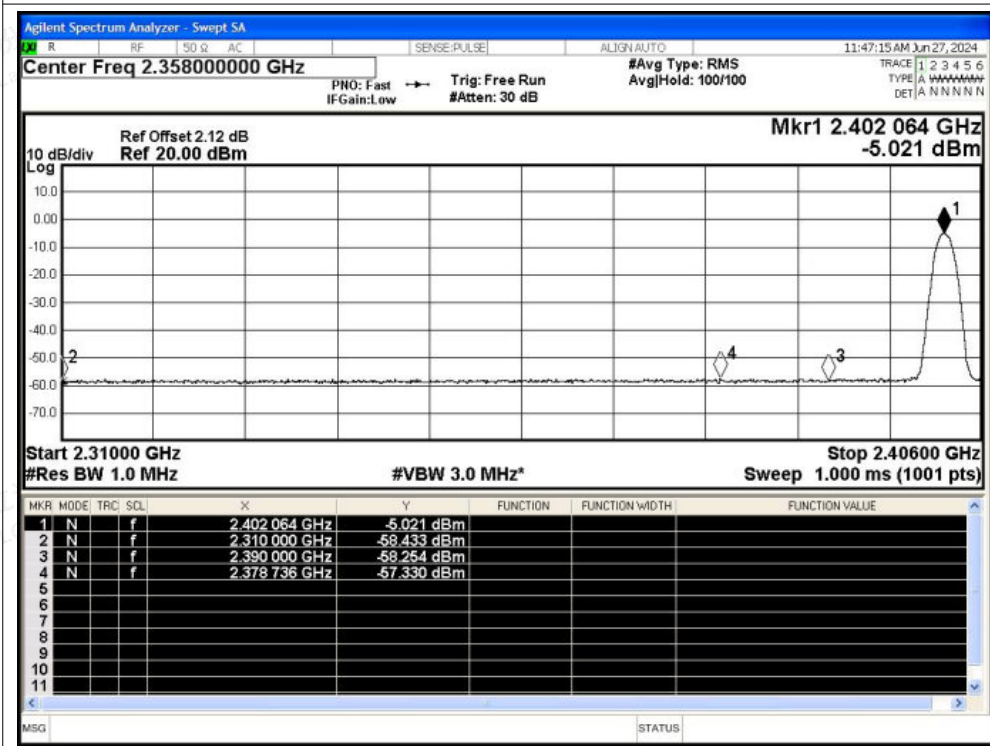 Agilent Spectrum Analyzer - Swept SA
LXI R RF 50 Ω AC SENSE:PULSE ALIGN AUTO 11:47:15 AM Jun 27, 2024
Center Freq 2.358000000 GHz
PNO: Fast
IFGain:Low
Trig: Free Run
#Atten: 30 dB
#Avg Type: RMS
Avg|Hold: 100/100
TRACE 1 2 3 4 5 6
TYPE A WWWWW
DET A N N N N N
Mkr1 2.402 064 GHz
-5.021 dBm
Ref Offset 2.12 dB
10 dB/div Ref 20.00 dBm
Log
10.0
0.00
-10.0
-20.0
-30.0
-40.0
-50.0
-60.0
-70.0
1
2
4
3
Start 2.31000 GHz Stop 2.40600 GHz
#Res BW 1.0 MHz #VBW 3.0 MHz* Sweep 1.000 ms (1001 pts)
MKR MODE TRC SCL X Y FUNCTION FUNCTION WIDTH FUNCTION VALUE
1 N f 2.402 064 GHz -5.021 dBm
2 N f 2.310 000 GHz -58.433 dBm
3 N f 2.390 000 GHz -58.254 dBm
4 N f 2.378 736 GHz -57.330 dBm
5
6
7
8
9
10
11
MSG STATUS